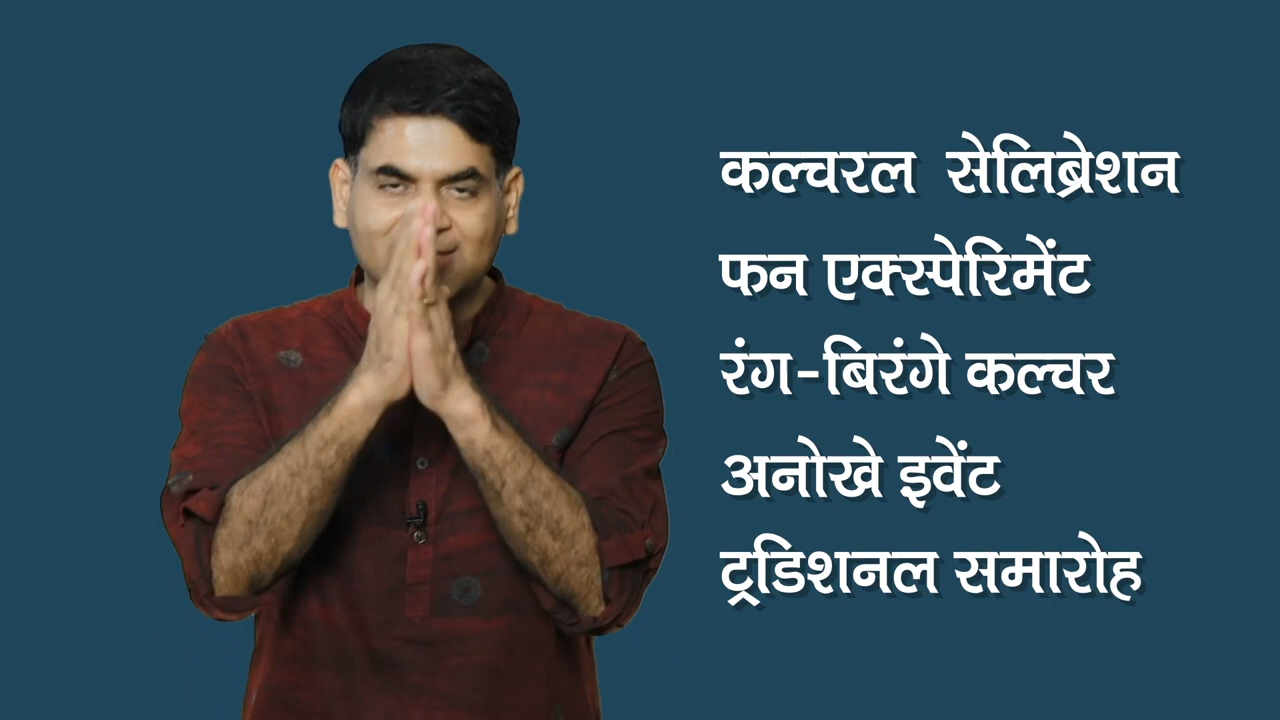 कल्चरल सेलिब्रेशन
फन एक्स्पेरिमेंट
रंग-बिरंगे कल्चर
अनोखे इवेंट
ट्रडिशनल समारोह